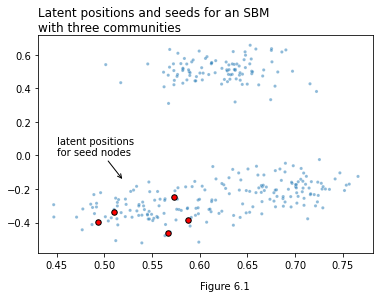 Latent positions and seeds for an SBM
with three communities
0.6
0.4
0.2
0.0
−0.2
−0.4
latent positions
for seed nodes
0.45
0.50
0.55
0.60
0.65
0.70
0.75
Figure 6.1